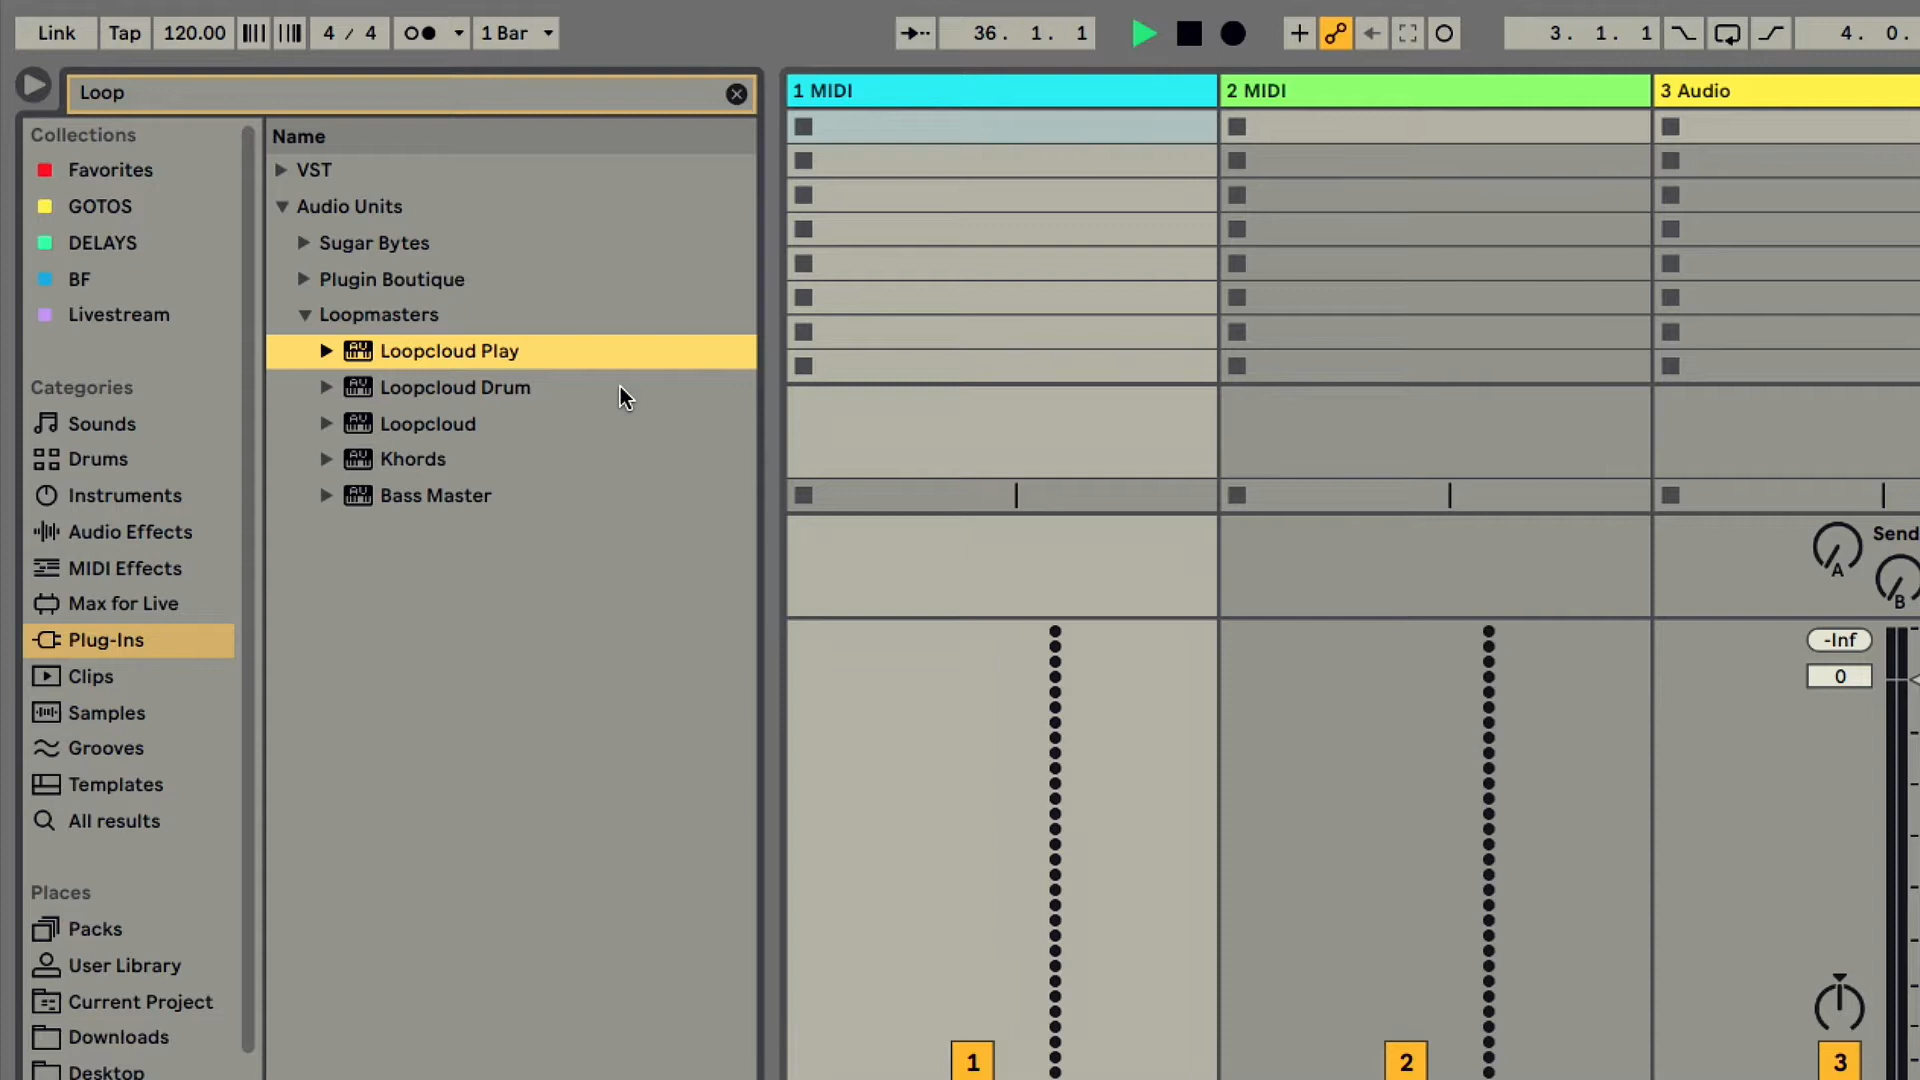 Link Tap 120.00 4 / 4 1 Bar 36. 1. 1 3. 1. 1 4. 0.
Loop
Collections
Favorites
GOTOS
DELAYS
BF
Livestream
Categories
Sounds
Drums
Instruments
Audio Effects
MIDI Effects
Max for Live
Plug-Ins
Clips
Samples
Grooves
Templates
All results
Places
Packs
User Library
Current Project
Downloads
Desktop
Name
VST
Audio Units
Sugar Bytes
Plugin Boutique
Loopmasters
Loopcloud Play
Loopcloud Drum
Loopcloud
Khords
Bass Master
1 MIDI
2 MIDI
3 Audio
Send
A
B
-Inf
0
1
2
3